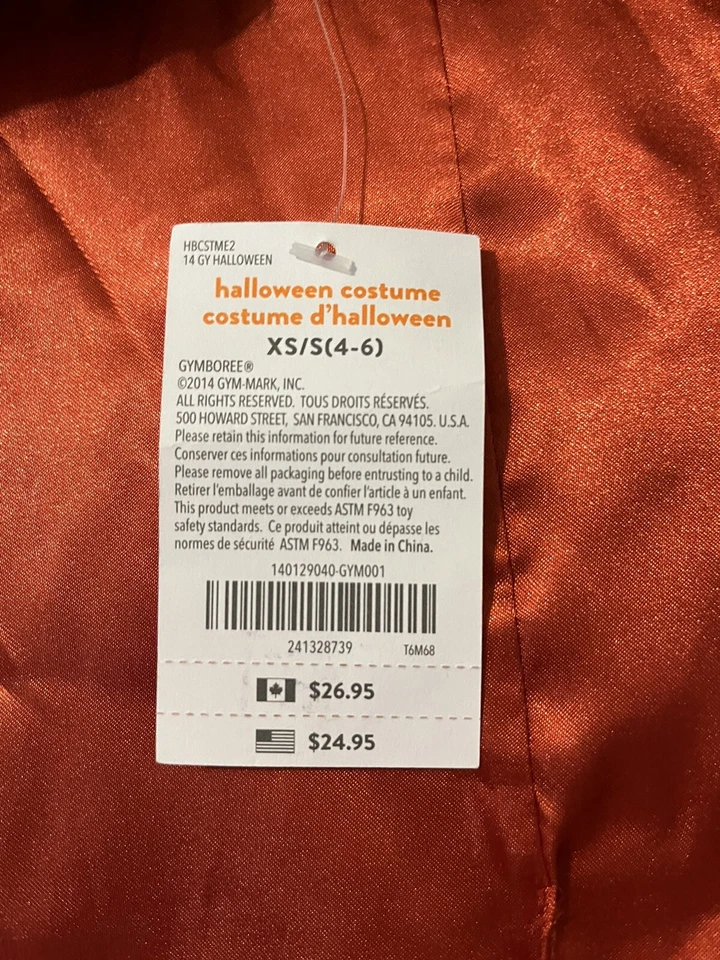 HBCSTME2
14 GY HALLOWEEN
halloween costume
costume d'halloween
XS/S(4-6)
GYMBOREE®
©2014 GYM-MARK, INC.
ALL RIGHTS RESERVED. TOUS DROITS RÉSERVÉS.
500 HOWARD STREET, SAN FRANCISCO, CA 94105. U.S.A.
Please retain this information for future reference.
Conserver ces informations pour consultation future.
Please remove all packaging before entrusting to a child.
Retirer l'emballage avant de confier l'article à un enfant.
This product meets or exceeds ASTM F963 toy
safety standards. Ce produit atteint ou dépasse les
normes de sécurité ASTM F963. Made in China.
140129040-GYM001
241328739 T6M68
$26.95
$24.95